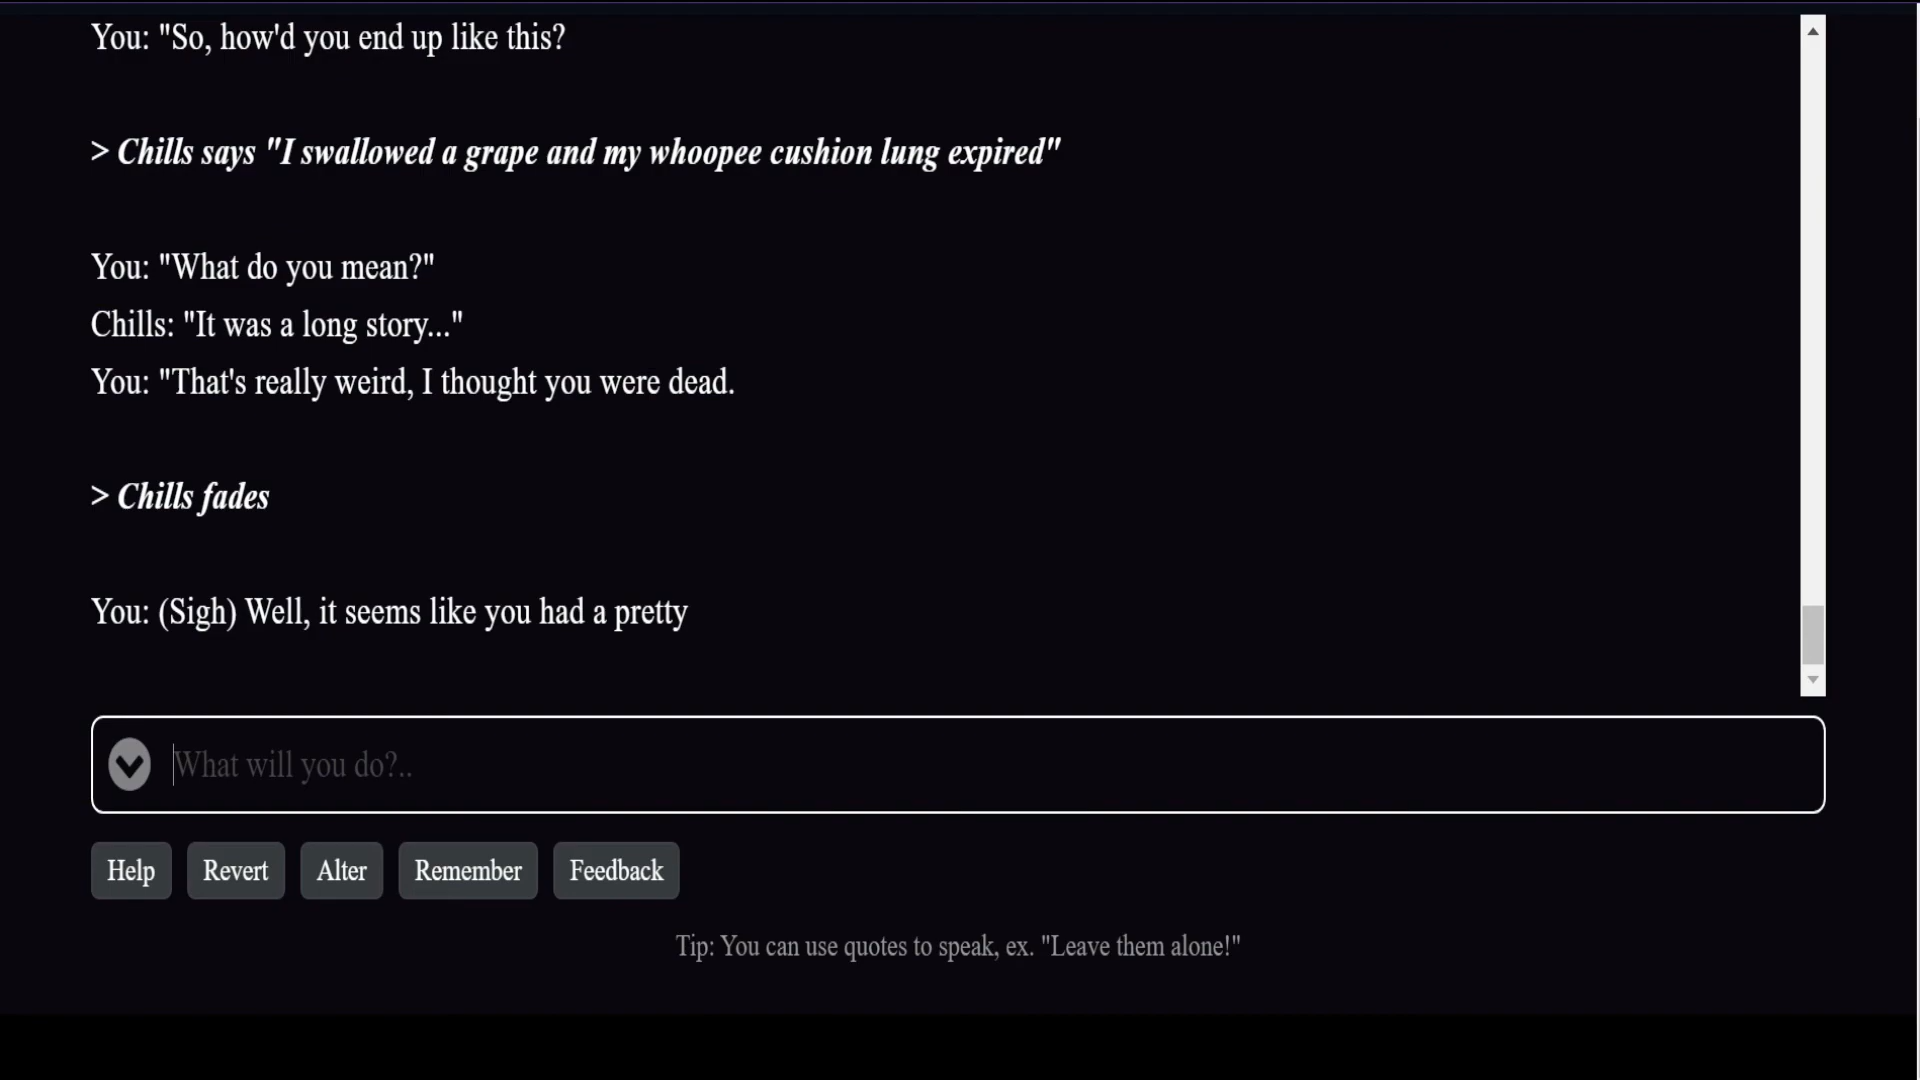 You: "So, how'd you end up like this?
> Chills says "I swallowed a grape and my whoopee cushion lung expired"
You: "What do you mean?"
Chills: "It was a long story..."
You: "That's really weird, I thought you were dead.
> Chills fades
You: (Sigh) Well, it seems like you had a pretty
What will you do?..
Help Revert Alter Remember Feedback
Tip: You can use quotes to speak, ex. "Leave them alone!"